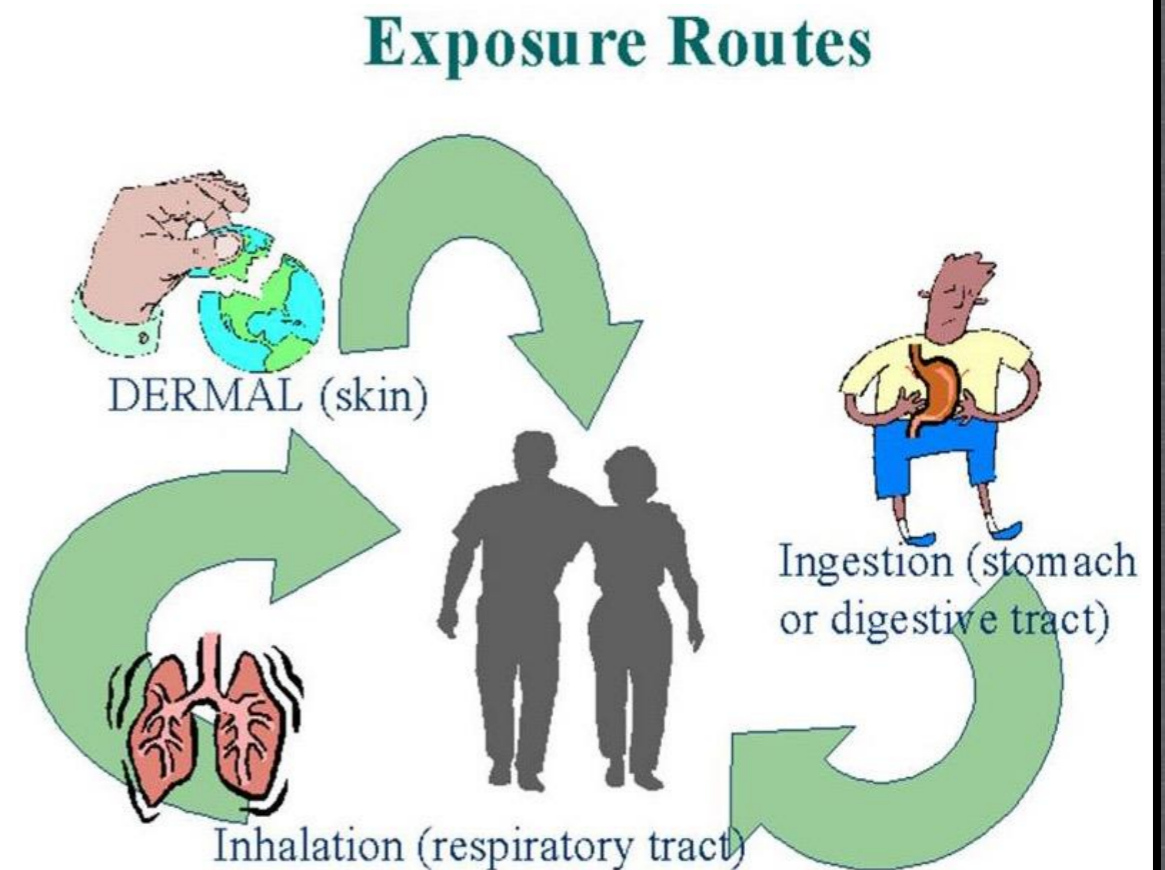 Exposure Routes
DERMAL (skin)
Ingestion (stomach
or digestive tract)
Inhalation (respiratory tract)